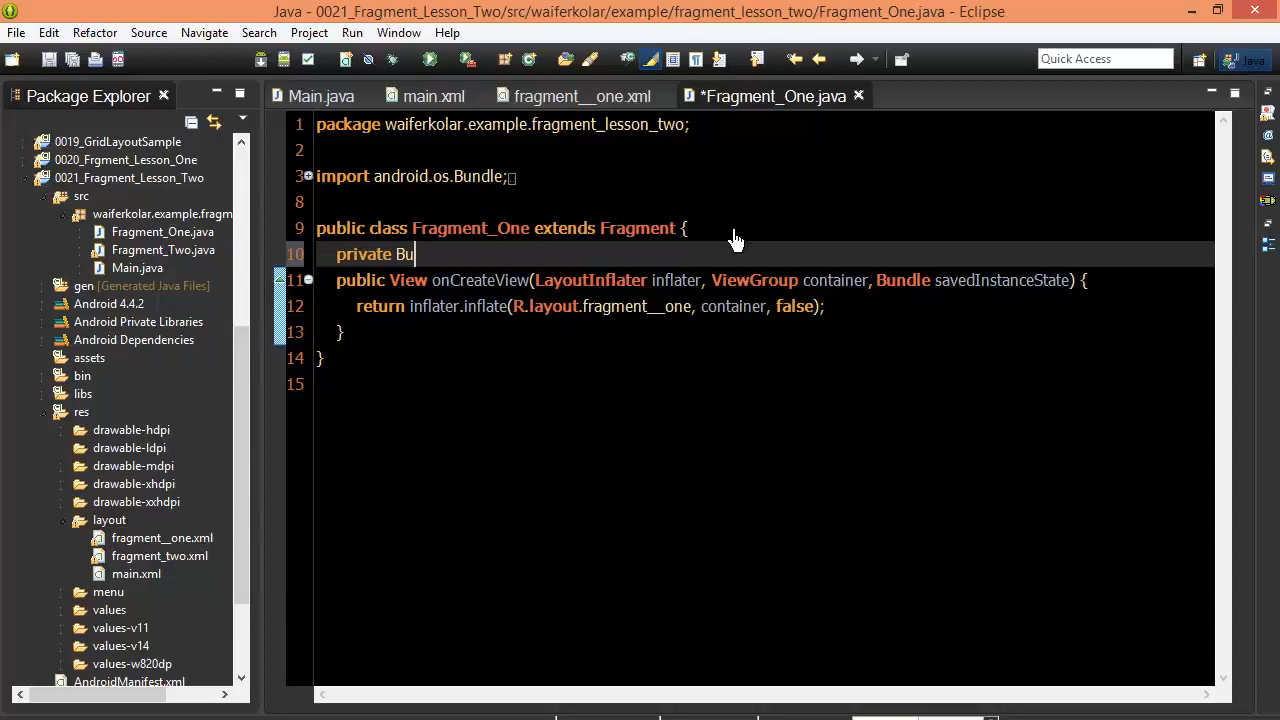 Java - 0021_Fragment_Lesson_Two/src/waiferkolar/example/fragment_lesson_two/Fragment_One.java - Eclipse
File Edit Refactor Source Navigate Search Project Run Window Help
Quick Access
Java
Package Explorer
Main.java main.xml fragment__one.xml *Fragment_One.java
0019_GridLayoutSample
0020_Frgment_Lesson_One
0021_Fragment_Lesson_Two
src
waiferkolar.example.fragm
Fragment_One.java
Fragment_Two.java
Main.java
gen [Generated Java Files]
Android 4.4.2
Android Private Libraries
Android Dependencies
assets
bin
libs
res
drawable-hdpi
drawable-ldpi
drawable-mdpi
drawable-xhdpi
drawable-xxhdpi
layout
fragment__one.xml
fragment_two.xml
main.xml
menu
values
values-v11
values-v14
values-w820dp
AndroidManifest.xml
1 package waiferkolar.example.fragment_lesson_two;
2
3 import android.os.Bundle;
8
9 public class Fragment_One extends Fragment {
10 private Bu
11 public View onCreateView(LayoutInflater inflater, ViewGroup container, Bundle savedInstanceState) {
12 return inflater.inflate(R.layout.fragment__one, container, false);
13 }
14 }
15